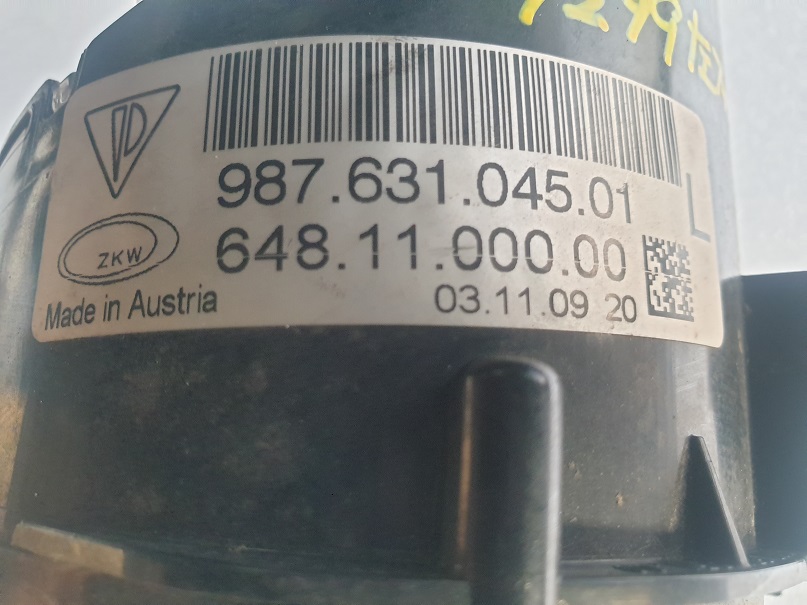 987.631.045.01
L
ZKW
648.11.000.00
Made in Austria
03.11.09 20